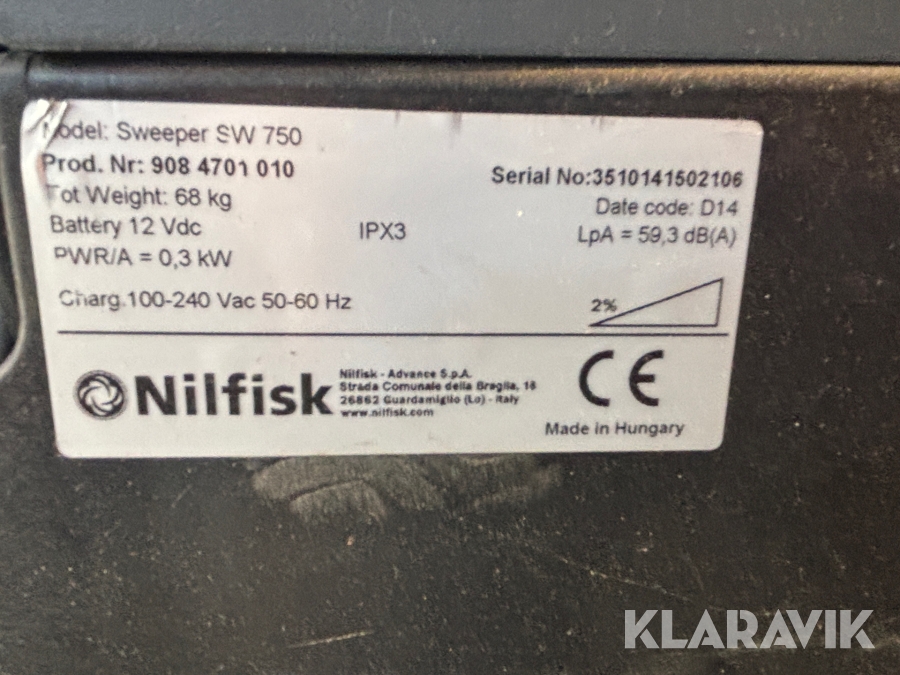 Model: Sweeper SW 750
Prod. Nr: 908 4701 010
Serial No:3510141502106
Tot Weight: 68 kg
Date code: D14
Battery 12 Vdc
IPX3
LpA = 59,3 dB(A)
PWR/A = 0,3 kW
Charg.100-240 Vac 50-60 Hz
2%
Nilfisk
Nilfisk - Advance S.p.A.
Strada Comunale della Braglia, 18
26862 Guardamiglio (Lo) - Italy
www.nilfisk.com
CE
Made in Hungary
KLARAVIK